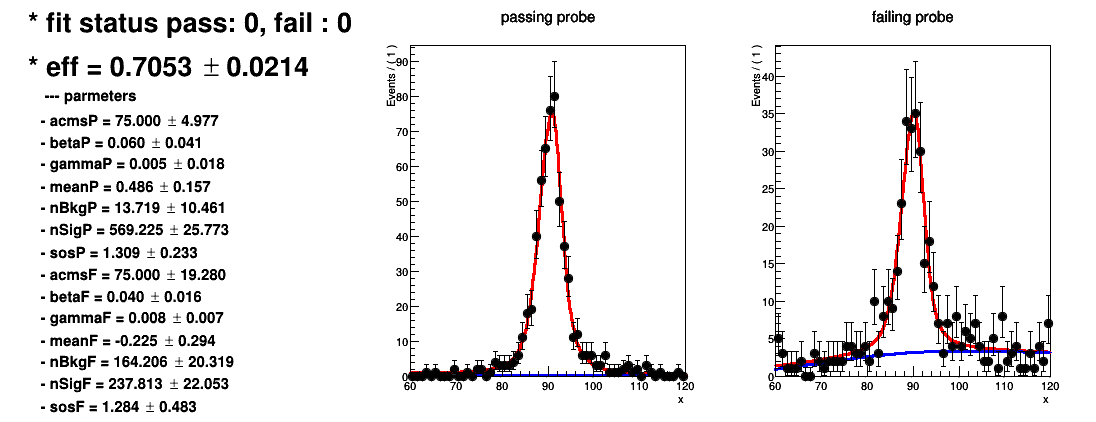 * fit status pass: 0, fail : 0
* eff = 0.7053 ± 0.0214
--- parmeters
- acmsP = 75.000 ± 4.977
- betaP = 0.060 ± 0.041
- gammaP = 0.005 ± 0.018
- meanP = 0.486 ± 0.157
- nBkgP = 13.719 ± 10.461
- nSigP = 569.225 ± 25.773
- sosP = 1.309 ± 0.233
- acmsF = 75.000 ± 19.280
- betaF = 0.040 ± 0.016
- gammaF = 0.008 ± 0.007
- meanF = -0.225 ± 0.294
- nBkgF = 164.206 ± 20.319
- nSigF = 237.813 ± 22.053
- sosF = 1.284 ± 0.483
passing probe
Events / ( 1 )
90
80
70
60
50
40
30
20
10
0
60 70 80 90 100 110 120
x
failing probe
Events / ( 1 )
40
35
30
25
20
15
10
5
0
60 70 80 90 100 110 120
x